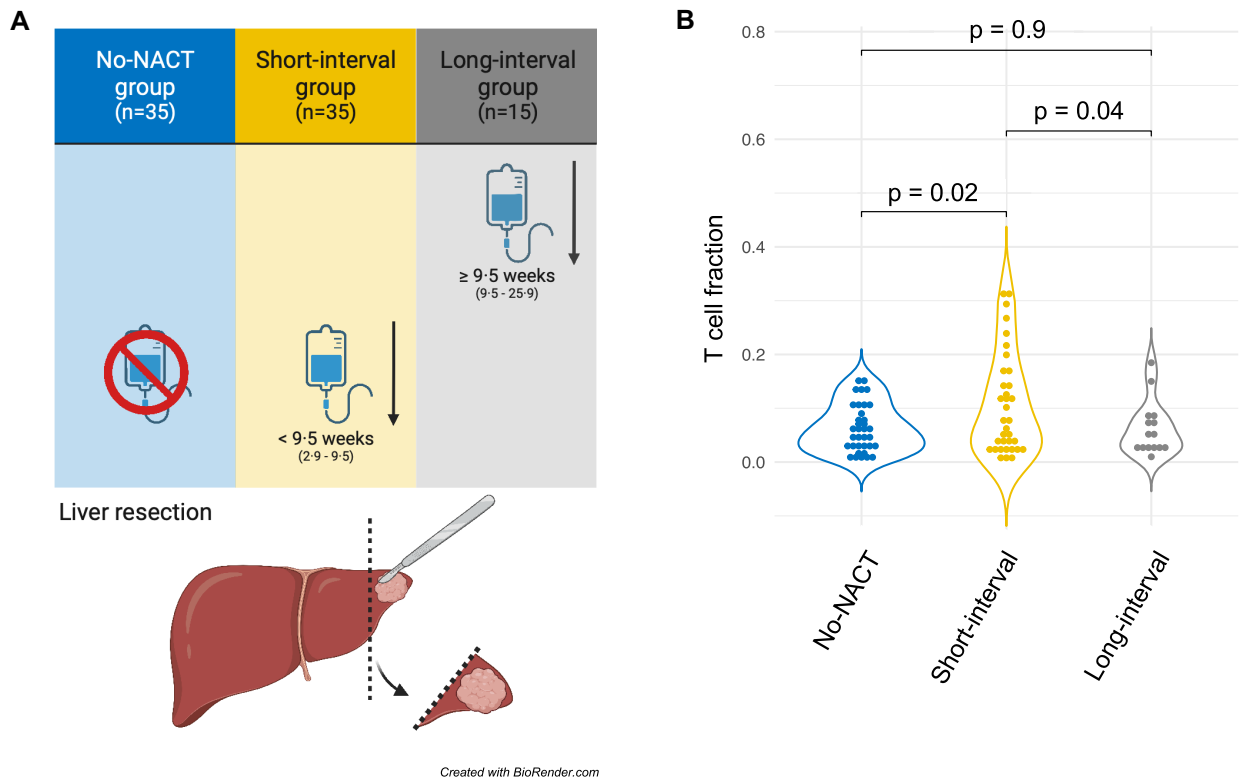 A
No-NACT
group
(n=35)
Short-interval
group
(n=35)
Long-interval
group
(n=15)
≥ 9·5 weeks
(9·5 - 25·9)
< 9·5 weeks
(2·9 - 9·5)
Liver resection
Created with BioRender.com
B
T cell fraction
0.8
0.6
0.4
0.2
0.0
p = 0.9
p = 0.04
p = 0.02
No-NACT
Short-interval
Long-interval